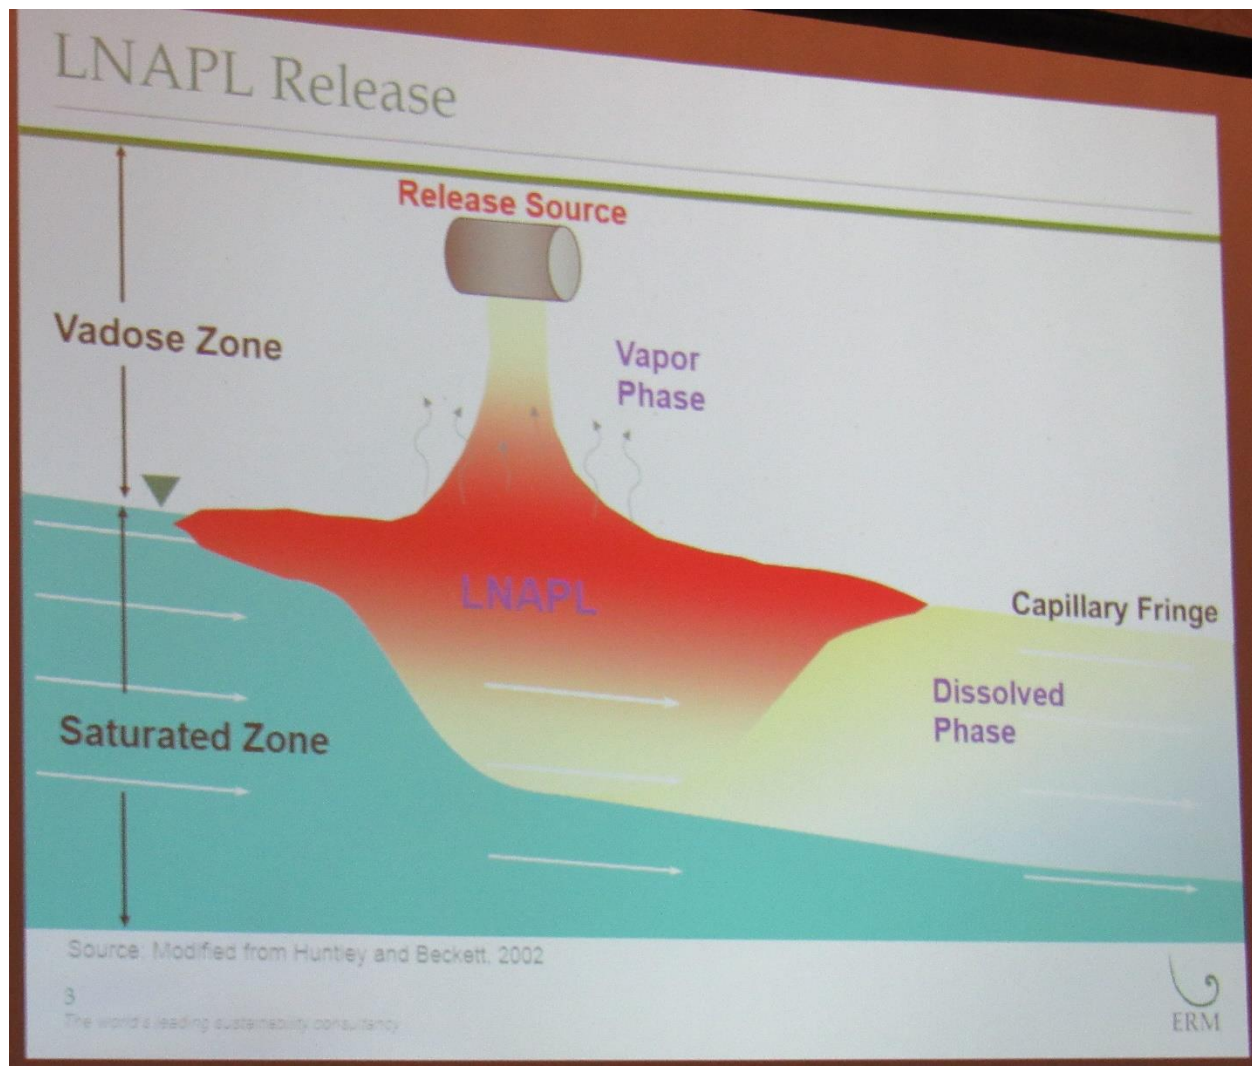 LNAPL Release
Release Source
Vadose Zone
Vapor
Phase
LNAPL
Capillary Fringe
Dissolved
Phase
Saturated Zone
Source: Modified from Huntley and Beckett, 2002
3
The world's leading sustainability consultancy
ERM